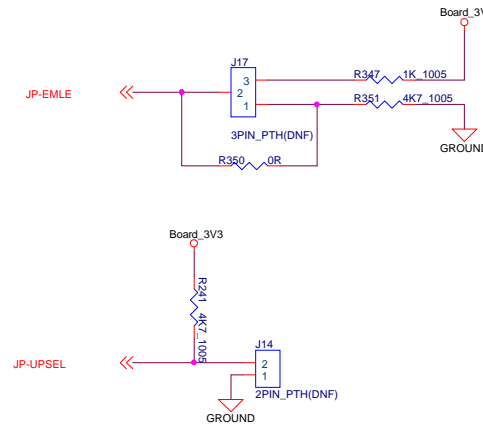 Board_3V
J17
R347
1K_1005
3
JP-EMLE
2
R351
4K7_1005
1
3PIN_PTH(DNF)
GROUND
R350
0R
Board_3V3
R241
4K7_1005
J14
JP-UPSEL
2
1
2PIN_PTH(DNF)
GROUND